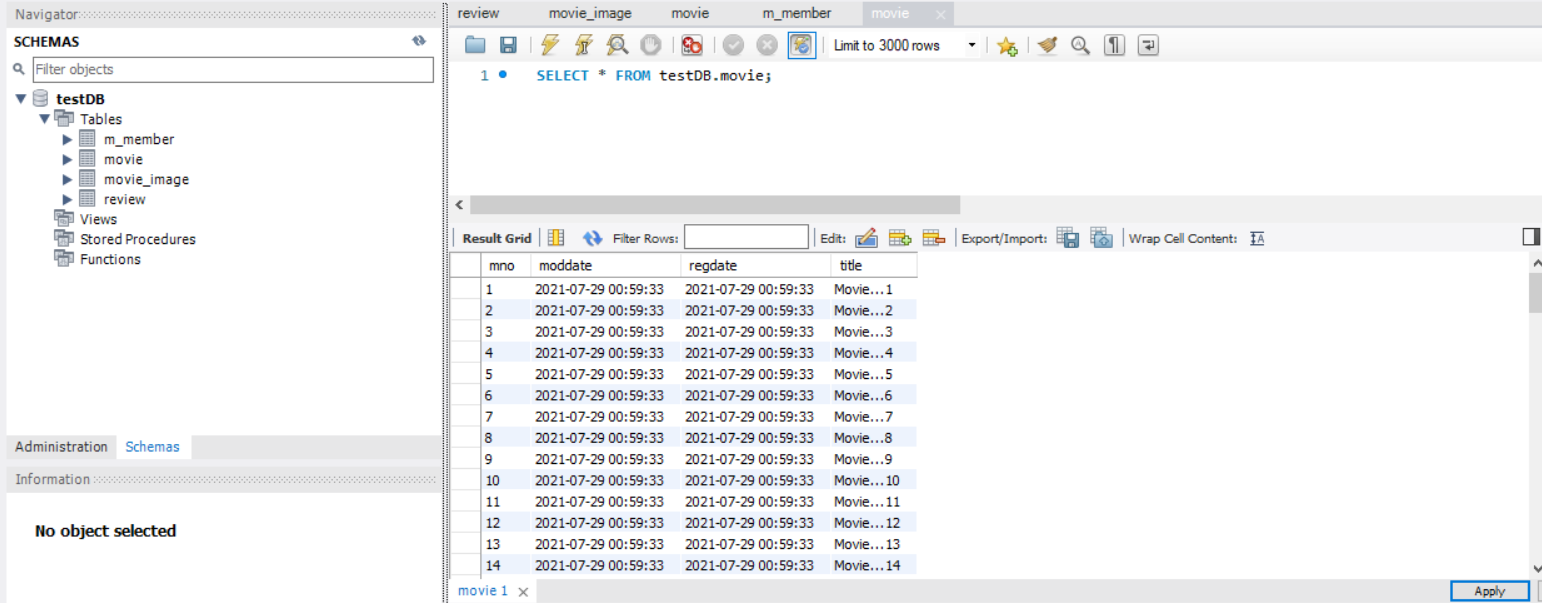 Navigator
SCHEMAS
Filter objects
testDB
Tables
m_member
movie
movie_image
review
Views
Stored Procedures
Functions
Administration Schemas
Information
No object selected
review movie_image movie m_member movie
Limit to 3000 rows
1 SELECT * FROM testDB.movie;
Result Grid Filter Rows: Edit: Export/Import: Wrap Cell Content:
mno moddate regdate title
1 2021-07-29 00:59:33 2021-07-29 00:59:33 Movie...1
2 2021-07-29 00:59:33 2021-07-29 00:59:33 Movie...2
3 2021-07-29 00:59:33 2021-07-29 00:59:33 Movie...3
4 2021-07-29 00:59:33 2021-07-29 00:59:33 Movie...4
5 2021-07-29 00:59:33 2021-07-29 00:59:33 Movie...5
6 2021-07-29 00:59:33 2021-07-29 00:59:33 Movie...6
7 2021-07-29 00:59:33 2021-07-29 00:59:33 Movie...7
8 2021-07-29 00:59:33 2021-07-29 00:59:33 Movie...8
9 2021-07-29 00:59:33 2021-07-29 00:59:33 Movie...9
10 2021-07-29 00:59:33 2021-07-29 00:59:33 Movie...10
11 2021-07-29 00:59:33 2021-07-29 00:59:33 Movie...11
12 2021-07-29 00:59:33 2021-07-29 00:59:33 Movie...12
13 2021-07-29 00:59:33 2021-07-29 00:59:33 Movie...13
14 2021-07-29 00:59:33 2021-07-29 00:59:33 Movie...14
movie 1
Apply